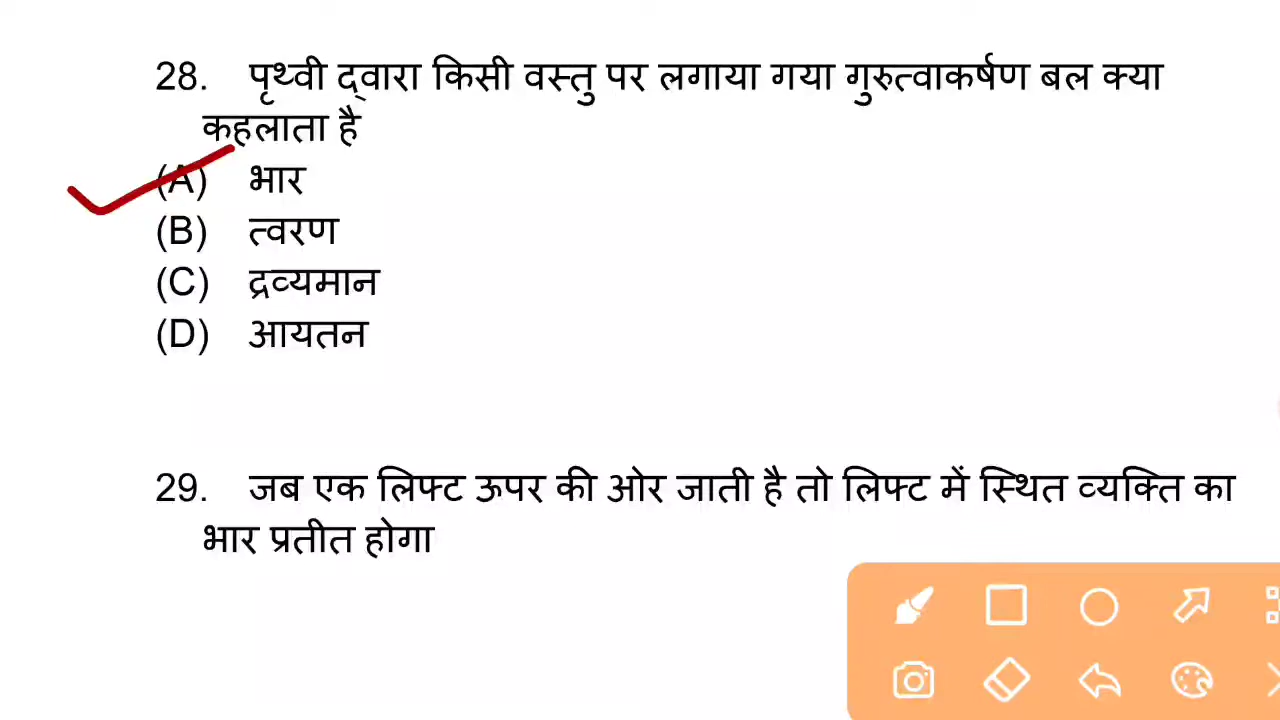 28. पृथ्वी द्वारा किसी वस्तु पर लगाया गया गुरुत्वाकर्षण बल क्या
कहलाता है
(A) भार
(B) त्वरण
(C) द्रव्यमान
(D) आयतन
29. जब एक लिफ्ट ऊपर की ओर जाती है तो लिफ्ट में स्थित व्यक्ति का
भार प्रतीत होगा